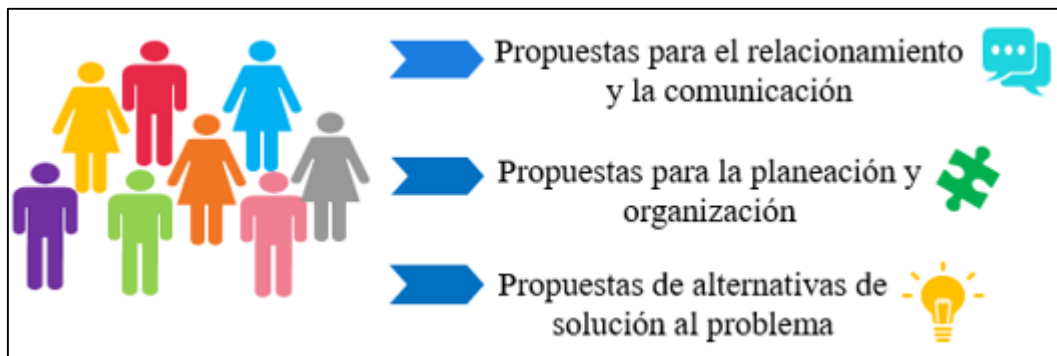 Propuestas para el relacionamiento
y la comunicación
Propuestas para la planeación y
organización
Propuestas de alternativas de
solución al problema